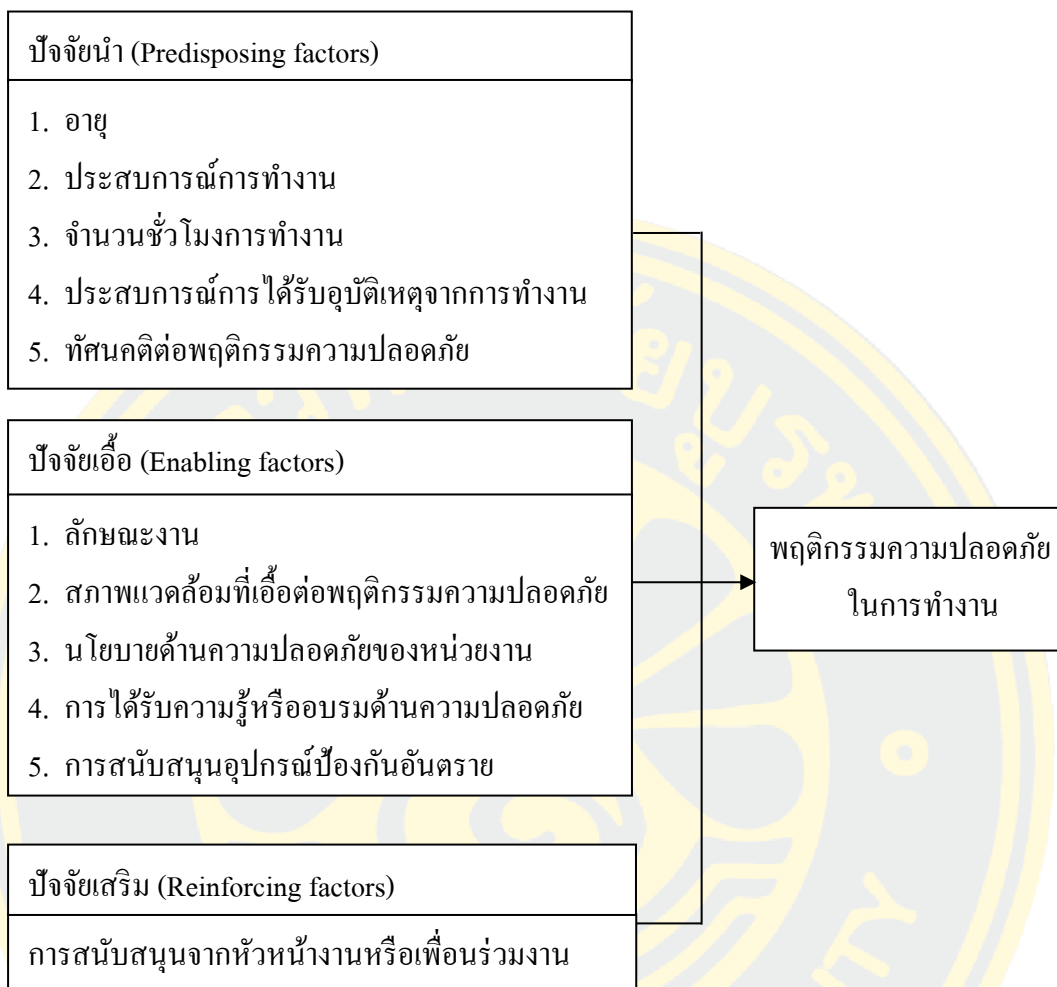 ปัจจัยนำ (Predisposing factors)
1. อายุ
2. ประสบการณ์การทำงาน
3. จำนวนชั่วโมงการทำงาน
4. ประสบการณ์การได้รับอุบัติเหตุจากการทำงาน
5. ทัศนคติต่อพฤติกรรมความปลอดภัย
ปัจจัยเอื้อ (Enabling factors)
1. ลักษณะงาน
2. สภาพแวดล้อมที่เอื้อต่อพฤติกรรมความปลอดภัย
3. นโยบายด้านความปลอดภัยของหน่วยงาน
4. การได้รับความรู้หรืออบรมด้านความปลอดภัย
5. การสนับสนุนอุปกรณ์ป้องกันอันตราย
ปัจจัยเสริม (Reinforcing factors)
การสนับสนุนจากหัวหน้างานหรือเพื่อนร่วมงาน
พฤติกรรมความปลอดภัย
ในการทำงาน